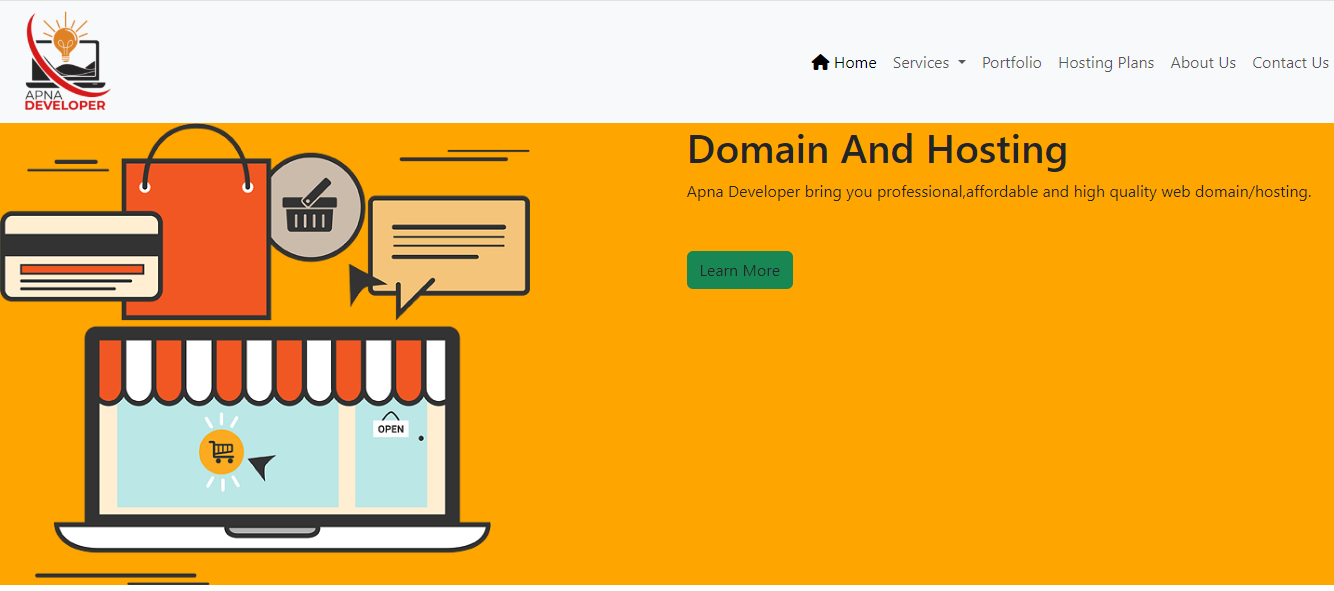 APNA
DEVELOPER
Home Services Portfolio Hosting Plans About Us Contact Us
Domain And Hosting
Apna Developer bring you professional,affordable and high quality web domain/hosting.
Learn More
OPEN